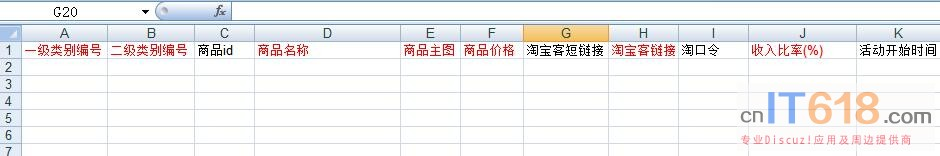 G20
fx
A B C D E F G H I J K
1 一级类别编号 二级类别编号 商品id 商品名称 商品主图 商品价格 淘宝客短链接 淘宝客链接 淘口令 收入比率(%) 活动开始时间
2
3
4
5
6
7
cnIT618.com
专业Discuz!应用及周边提供商